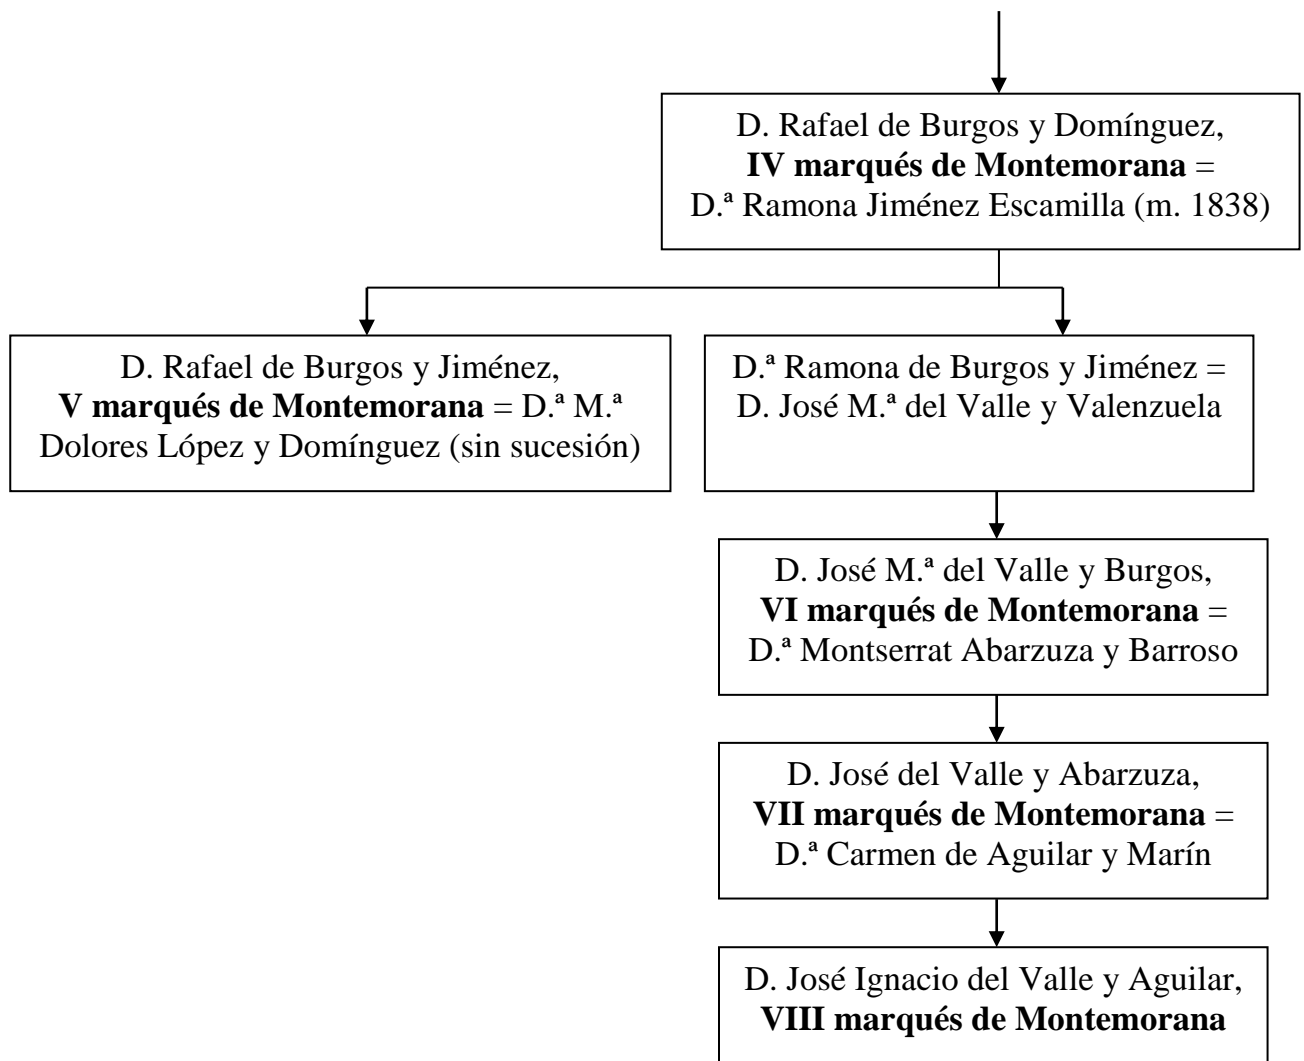 D. Rafael de Burgos y Domínguez,
IV marqués de Montemorana =
D.ª Ramona Jiménez Escamilla (m. 1838)
D. Rafael de Burgos y Jiménez,
V marqués de Montemorana = D.ª M.ª
Dolores López y Domínguez (sin sucesión)
D.ª Ramona de Burgos y Jiménez =
D. José M.ª del Valle y Valenzuela
D. José M.ª del Valle y Burgos,
VI marqués de Montemorana =
D.ª Montserrat Abarzuza y Barroso
D. José del Valle y Abarzuza,
VII marqués de Montemorana =
D.ª Carmen de Aguilar y Marín
D. José Ignacio del Valle y Aguilar,
VIII marqués de Montemorana